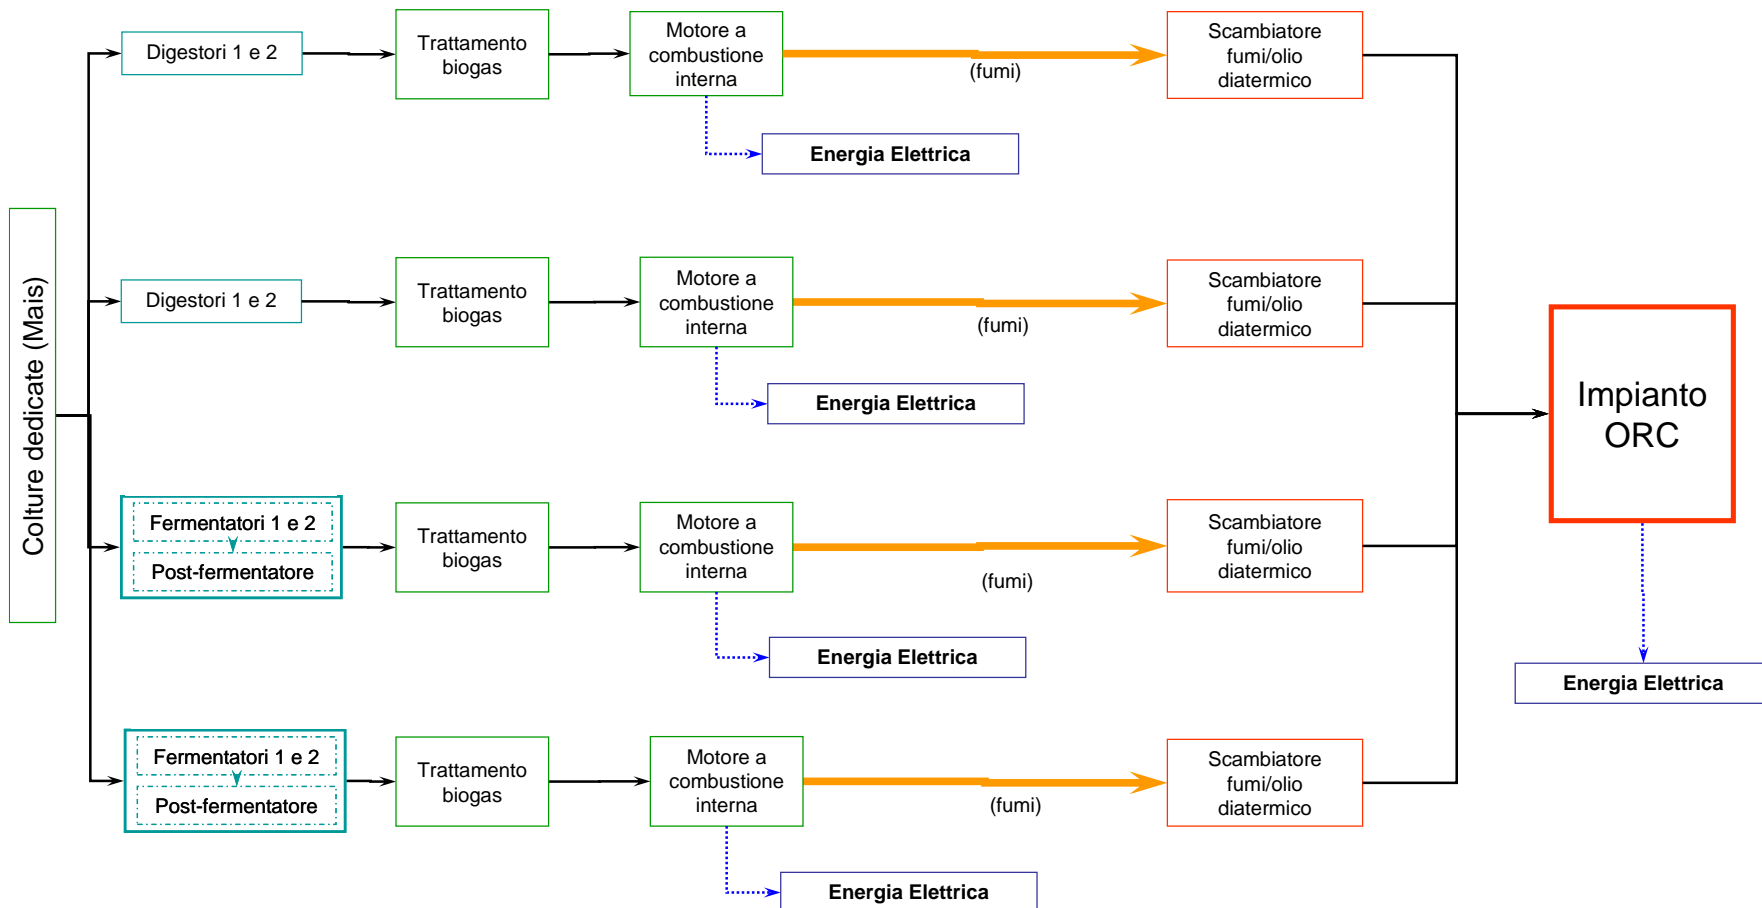 Colture dedicate (Mais)
Digestori 1 e 2
Trattamento
biogas
Motore a
combustione
interna
(fumi)
Scambiatore
fumi/olio
diatermico
Energia Elettrica
Digestori 1 e 2
Trattamento
biogas
Motore a
combustione
interna
(fumi)
Scambiatore
fumi/olio
diatermico
Energia Elettrica
Fermentatori 1 e 2
Post-fermentatore
Trattamento
biogas
Motore a
combustione
interna
(fumi)
Scambiatore
fumi/olio
diatermico
Energia Elettrica
Fermentatori 1 e 2
Post-fermentatore
Trattamento
biogas
Motore a
combustione
interna
(fumi)
Scambiatore
fumi/olio
diatermico
Energia Elettrica
Impianto
ORC
Energia Elettrica